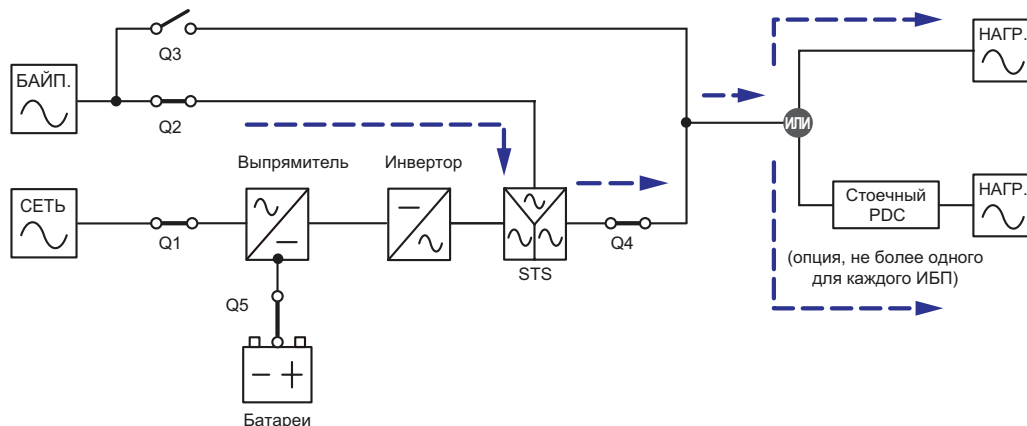 БАЙП.
Q3
НАГР.
Q2
ИЛИ
Выпрямитель
Инвертор
СЕТЬ
Q1
STS
Q4
Стоечный
PDC
НАГР.
(опция, не более одного
для каждого ИБП)
Q5
Батареи